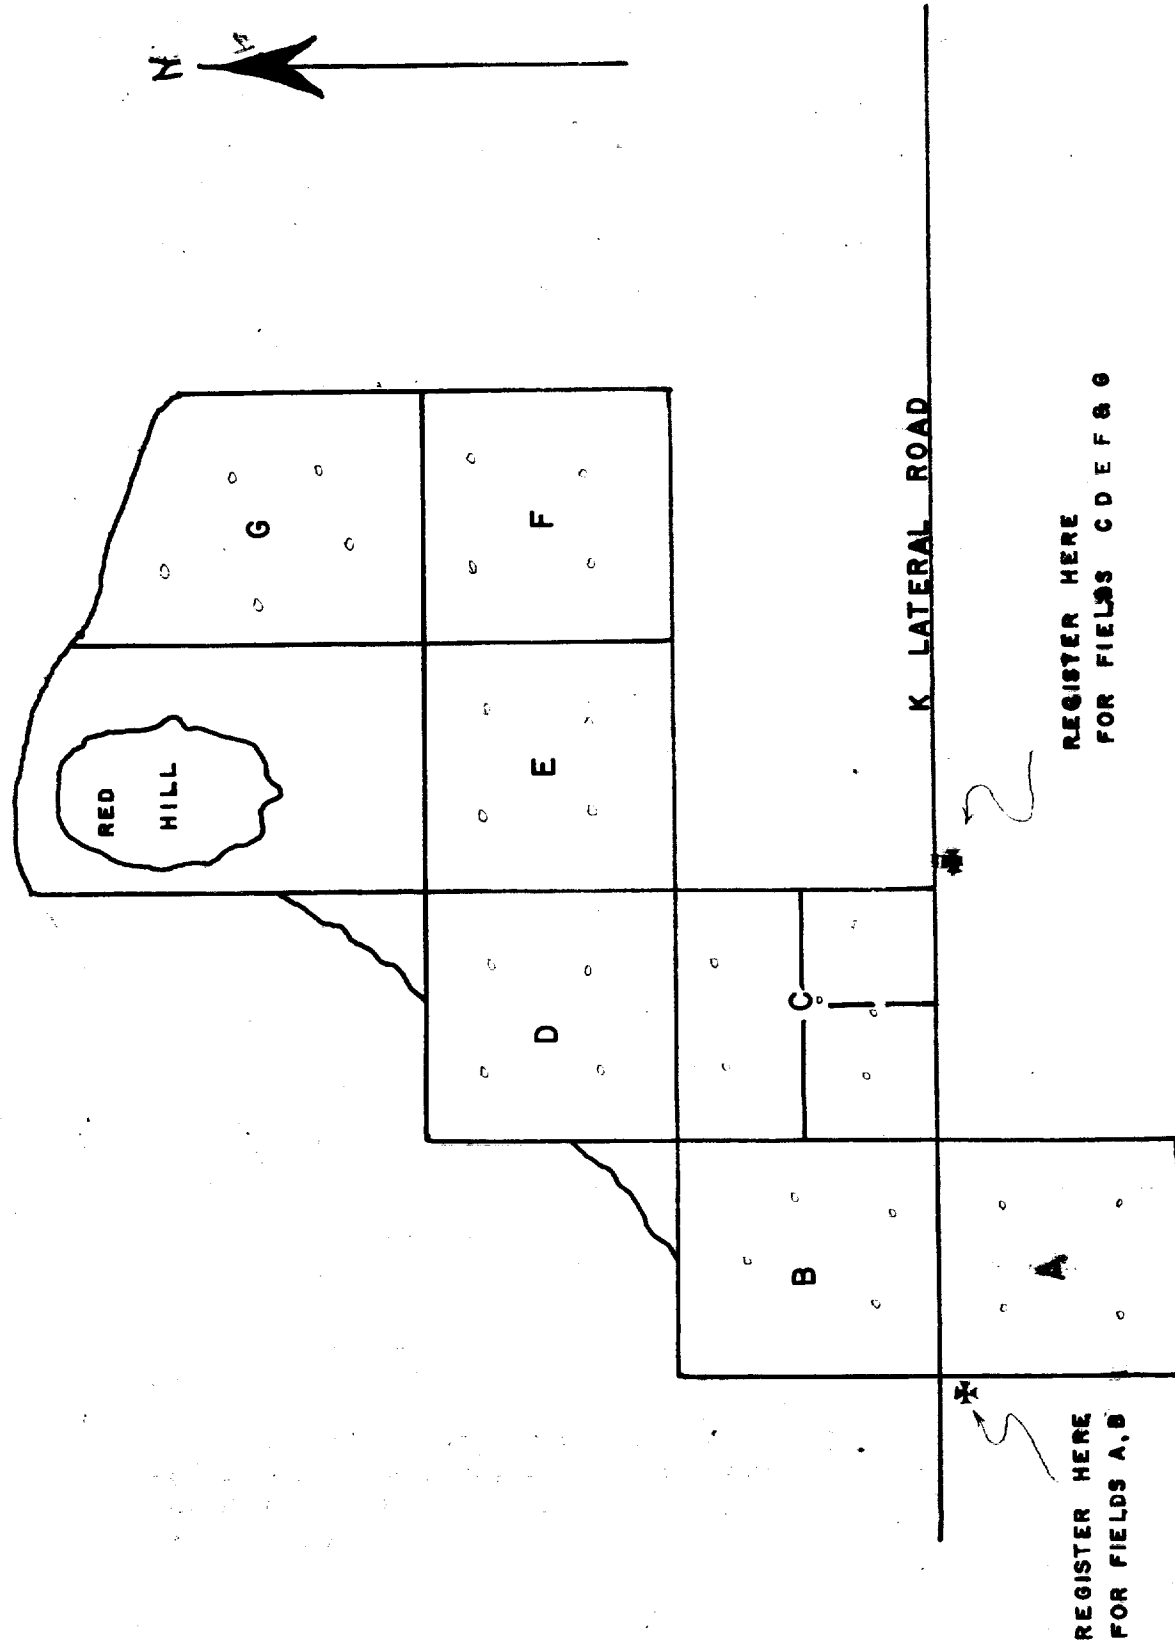 N
RED
HILL
G
F
E
D
C
B
A
K LATERAL ROAD
REGISTER HERE
FOR FIELDS C D E F & G
REGISTER HERE
FOR FIELDS A, B